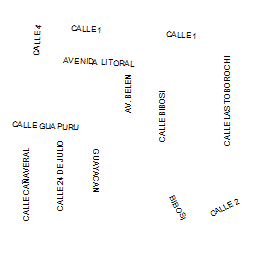 CALLE 4
CALLE 1
CALLE 1
AVENIDA LITORAL
AV. BELEN
CALLE BIBOSI
CALLE LAS TOBOROCHI
CALLE GUAPURU
CALLE CAÑAVERAL
CALLE 24 DE JULIO
GUAYACAN
BIBOSI
CALLE 2